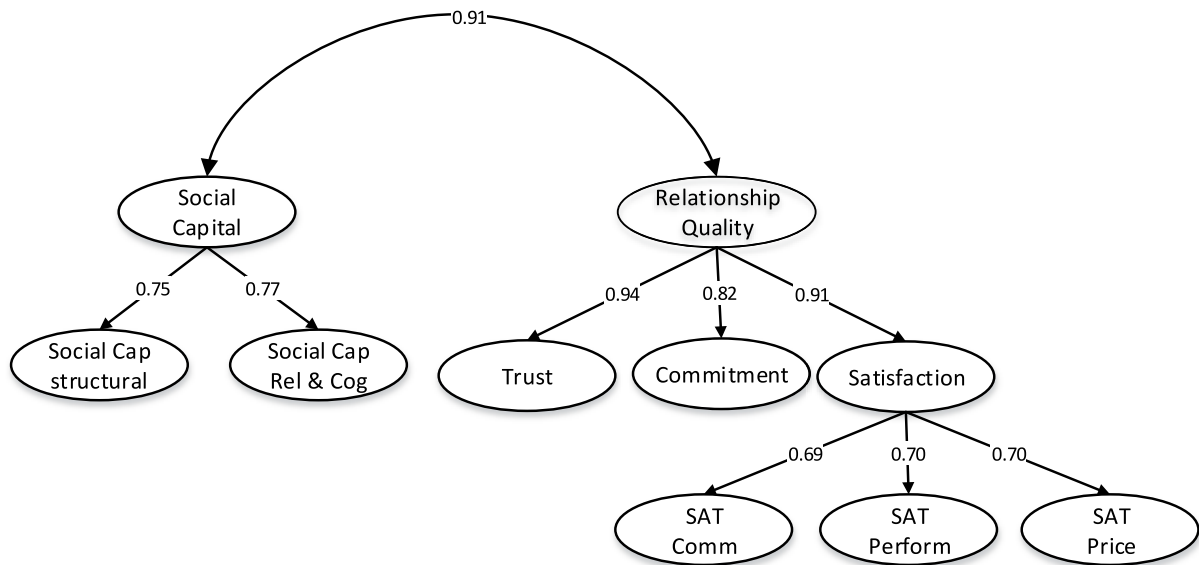 0.91
Social
Capital
Relationship
Quality
0.75
0.77
0.94
0.82
0.91
Social Cap
structural
Social Cap
Rel & Cog
Trust
Commitment
Satisfaction
0.69
0.70
0.70
SAT
Comm
SAT
Perform
SAT
Price